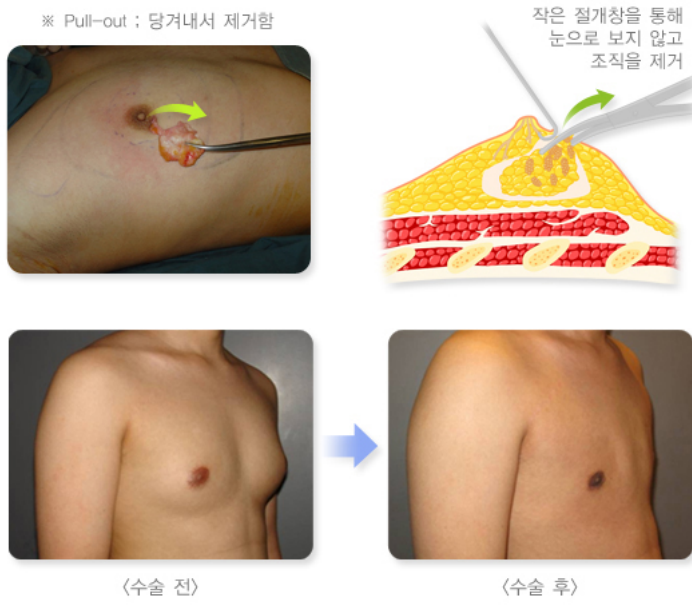 ※ Pull-out ; 당겨내서 제거함
작은 절개창을 통해
눈으로 보지 않고
조직을 제거
<수술 전>
<수술 후>